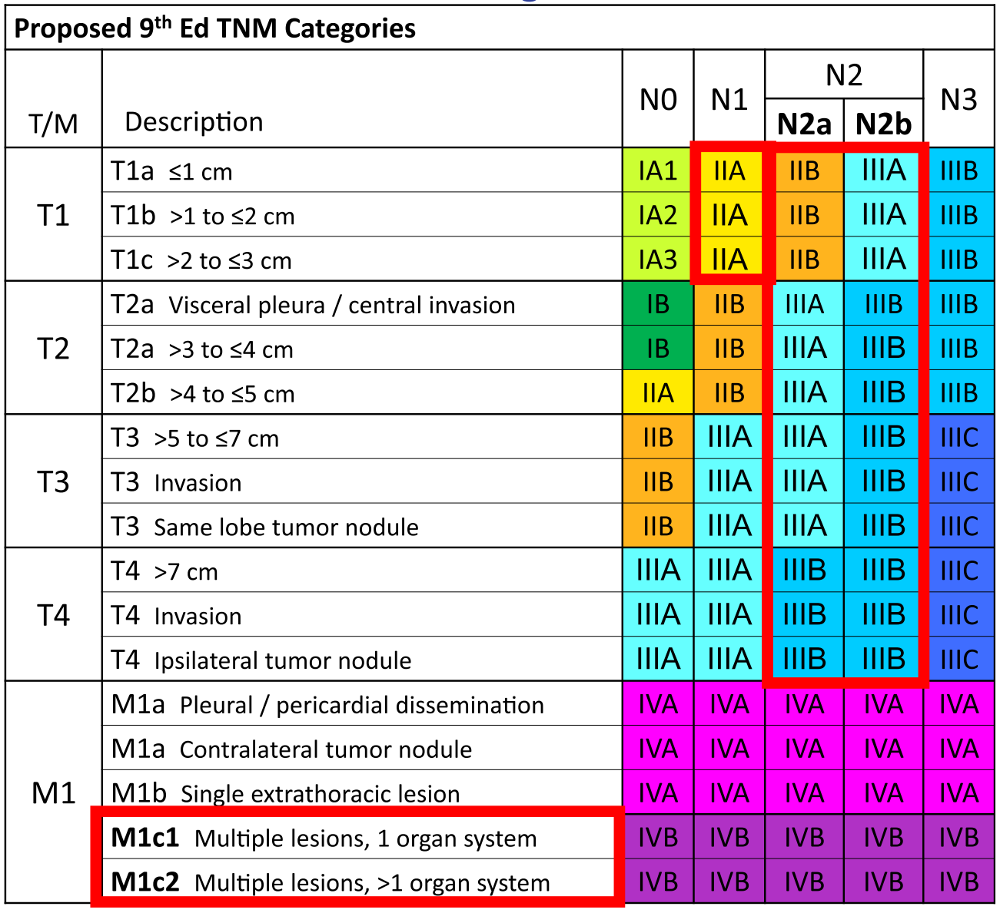 Proposed 9th Ed TNM Categories
T/M Description N0 N1 N2 N3
N2a N2b
T1
T1a ≤1 cm IA1 IIA IIB IIIA IIIB
T1b >1 to ≤2 cm IA2 IIA IIB IIIA IIIB
T1c >2 to ≤3 cm IA3 IIA IIB IIIA IIIB
T2
T2a Visceral pleura / central invasion IB IIB IIIA IIIB IIIB
T2a >3 to ≤4 cm IB IIB IIIA IIIB IIIB
T2b >4 to ≤5 cm IIA IIB IIIA IIIB IIIB
T3
T3 >5 to ≤7 cm IIB IIIA IIIA IIIB IIIC
T3 Invasion IIB IIIA IIIA IIIB IIIC
T3 Same lobe tumor nodule IIB IIIA IIIA IIIB IIIC
T4
T4 >7 cm IIIA IIIA IIIB IIIB IIIC
T4 Invasion IIIA IIIA IIIB IIIB IIIC
T4 Ipsilateral tumor nodule IIIA IIIA IIIB IIIB IIIC
M1
M1a Pleural / pericardial dissemination IVA IVA IVA IVA IVA
M1a Contralateral tumor nodule IVA IVA IVA IVA IVA
M1b Single extrathoracic lesion IVA IVA IVA IVA IVA
M1c1 Multiple lesions, 1 organ system IVB IVB IVB IVB IVB
M1c2 Multiple lesions, >1 organ system IVB IVB IVB IVB IVB